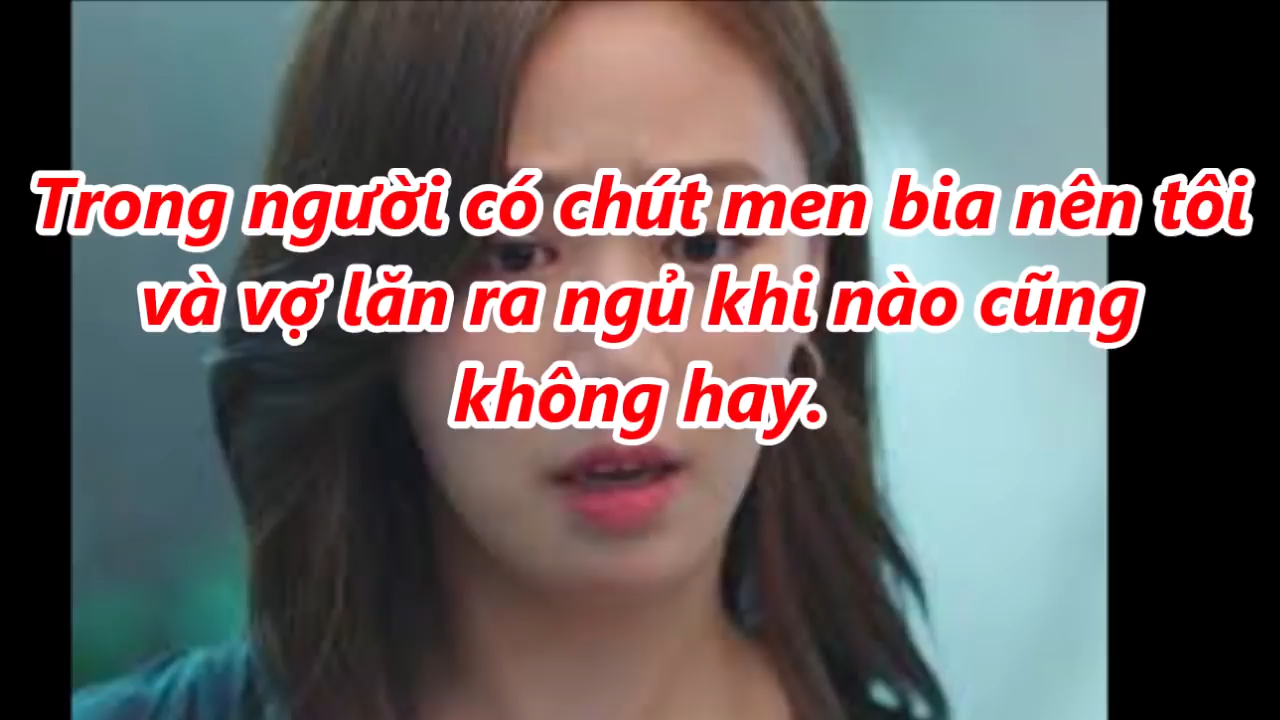 Trong người có chút men bia nên tôi
và vợ lăn ra ngủ khi nào cũng
không hay.